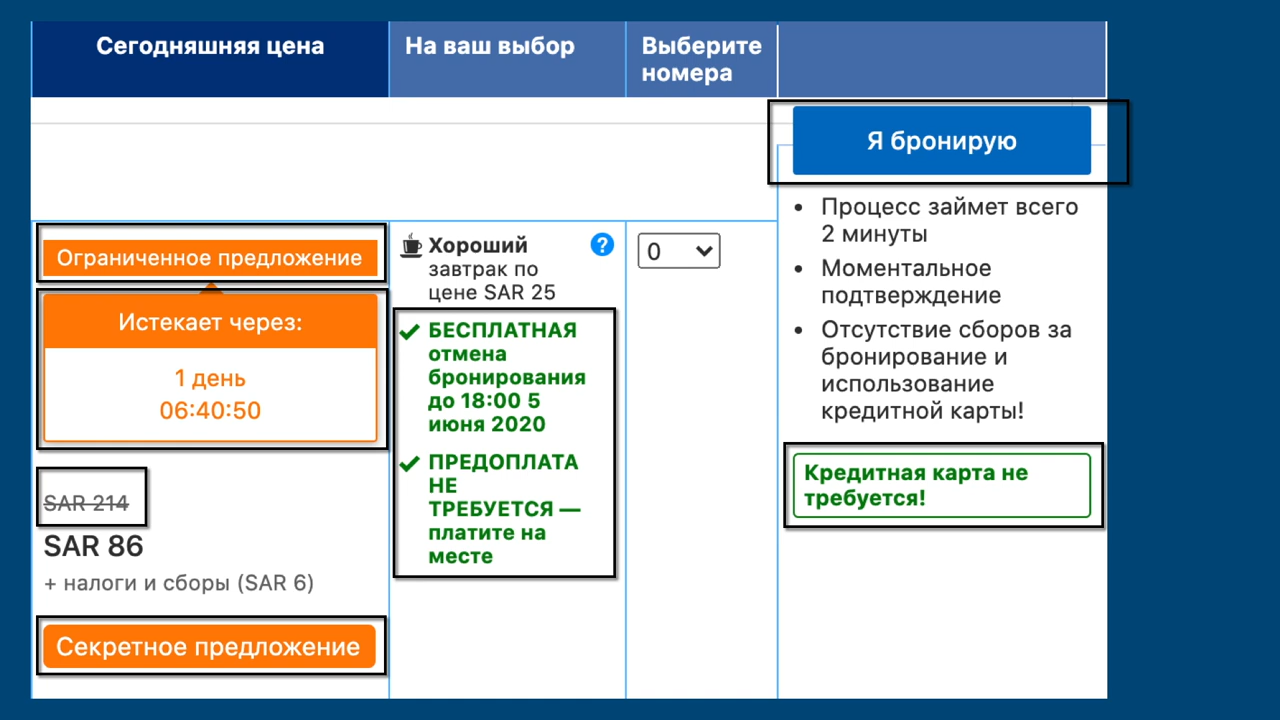 Сегодняшняя цена
На ваш выбор
Выберите
номера
Я бронирую
Ограниченное предложение
Истекает через:
1 день
06:40:50
SAR 214
SAR 86
+ налоги и сборы (SAR 6)
Секретное предложение
Хороший
завтрак по
цене SAR 25
?
БЕСПЛАТНАЯ
отмена
бронирования
до 18:00 5
июня 2020
ПРЕДОПЛАТА
НЕ
ТРЕБУЕТСЯ —
платите на
месте
0
• Процесс займет всего
2 минуты
• Моментальное
подтверждение
• Отсутствие сборов за
бронирование и
использование
кредитной карты!
Кредитная карта не
требуется!